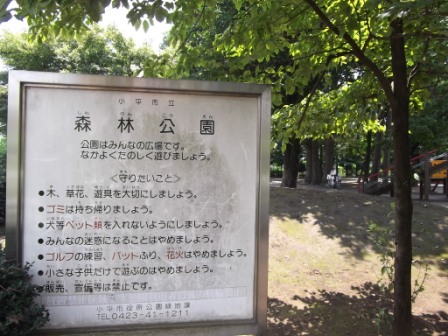 小平市立
森林公園
公園はみんなの広場です。
なかよくたのしく遊びましょう。
<守りたいこと>
●木、草花、遊具を大切にしましょう。
●ゴミは持ち帰りましょう。
●犬等ペット類を入れないようにしましょう。
●みんなの迷惑になることはやめましょう。
●ゴルフの練習、バットふり、花火はやめましょう。
●小さな子供だけで遊ぶのはやめましょう。
●販売、宣伝等は禁止です。
小平市役所公園緑地課
TEL0423-41-1211